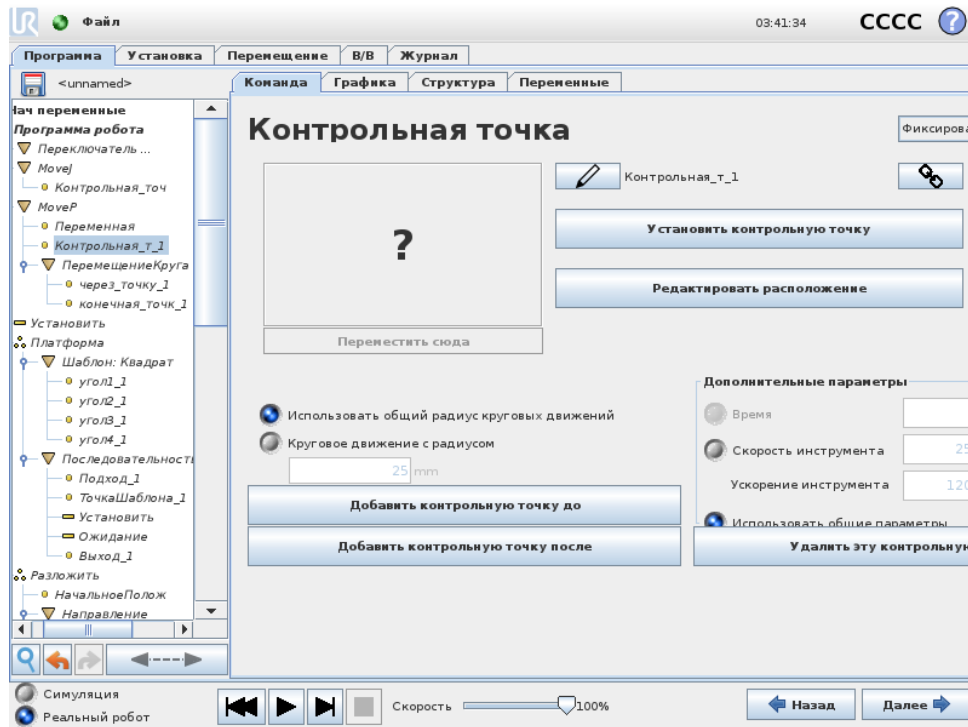 UR Файл 03:41:34 CCCC ?
Программа Установка Перемещение В/В Журнал
<unnamed>
Команда Графика Структура Переменные
Нач переменные
Программа робота
Переключатель ...
MoveJ
Контрольная_точ
MoveP
Переменная
Контрольная_т_1
ПеремещениеКруга
через_точку_1
конечная_точк_1
Установить
Платформа
Шаблон: Квадрат
угол1_1
угол2_1
угол3_1
угол4_1
Последовательность
Подход_1
ТочкаШаблона_1
Установить
Ожидание
Выход_1
Разложить
НачальноеПолож
Направление
Контрольная точка
Фиксирова
?
Контрольная_т_1
Установить контрольную точку
Редактировать расположение
Переместить сюда
Использовать общий радиус круговых движений
Круговое движение с радиусом
25 mm
Дополнительные параметры
Время
Скорость инструмента 25
Ускорение инструмента 120
Использовать общие параметры
Добавить контрольную точку до
Добавить контрольную точку после
Удалить эту контрольную
Симуляция
Реальный робот
Скорость 100%
Назад
Далее